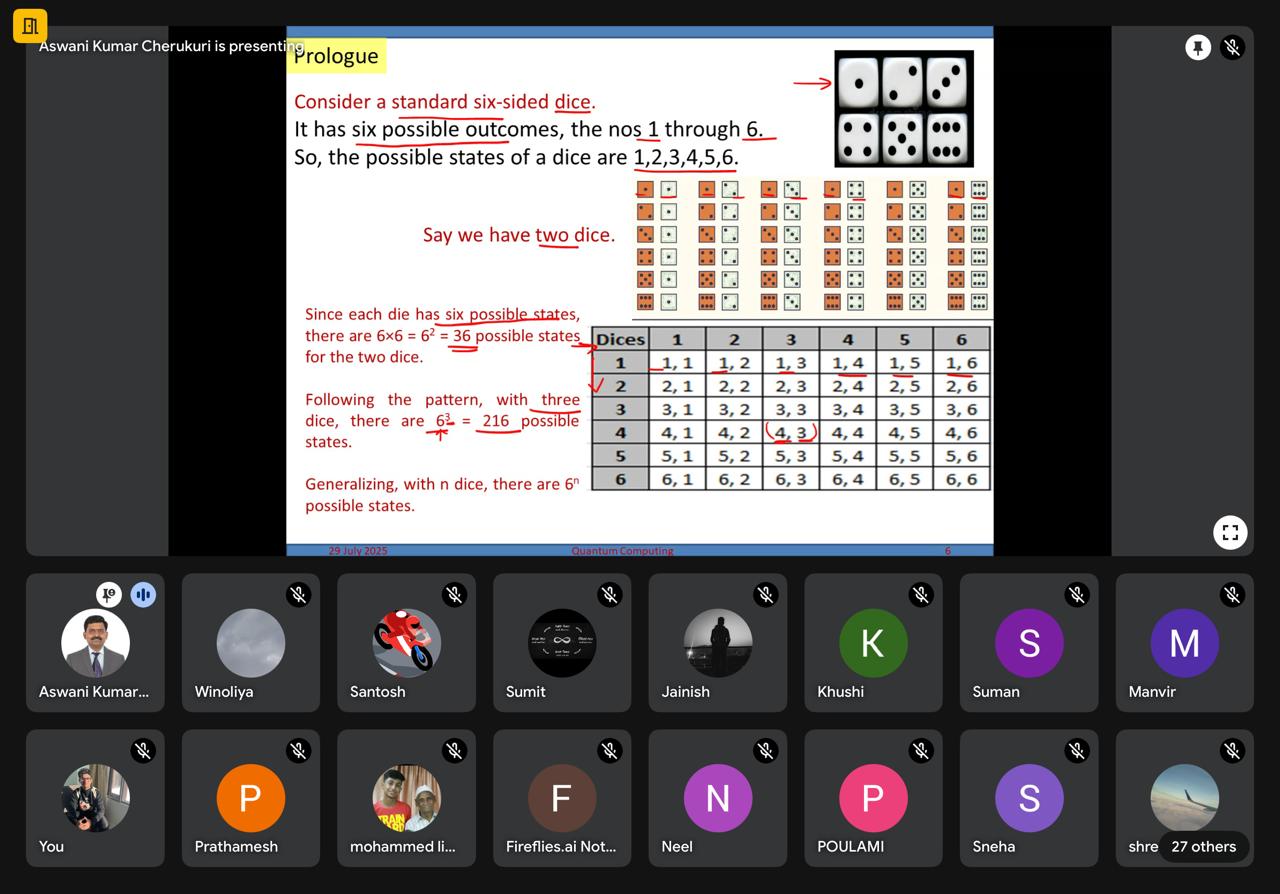 Aswani Kumar Cherukuri is presenting
Prologue
Consider a standard six-sided dice.
It has six possible outcomes, the nos 1 through 6.
So, the possible states of a dice are 1,2,3,4,5,6.
Say we have two dice.
Since each die has six possible states,
there are 6×6 = 6² = 36 possible states
for the two dice.
Following the pattern, with three
dice, there are 6³ = 216 possible
states.
Generalizing, with n dice, there are 6ⁿ
possible states.
Dices 1 2 3 4 5 6
1 1, 1 1, 2 1, 3 1, 4 1, 5 1, 6
2 2, 1 2, 2 2, 3 2, 4 2, 5 2, 6
3 3, 1 3, 2 3, 3 3, 4 3, 5 3, 6
4 4, 1 4, 2 4, 3 4, 4 4, 5 4, 6
5 5, 1 5, 2 5, 3 5, 4 5, 5 5, 6
6 6, 1 6, 2 6, 3 6, 4 6, 5 6, 6
29 July 2025 Quantum Computing 6
Aswani Kumar...
Winoliya
Santosh
Sumit
Jainish
K
Khushi
S
Suman
M
Manvir
You
P
Prathamesh
mohammed li...
F
Fireflies.ai Not...
N
Neel
P
POULAMI
S
Sneha
shre
27 others